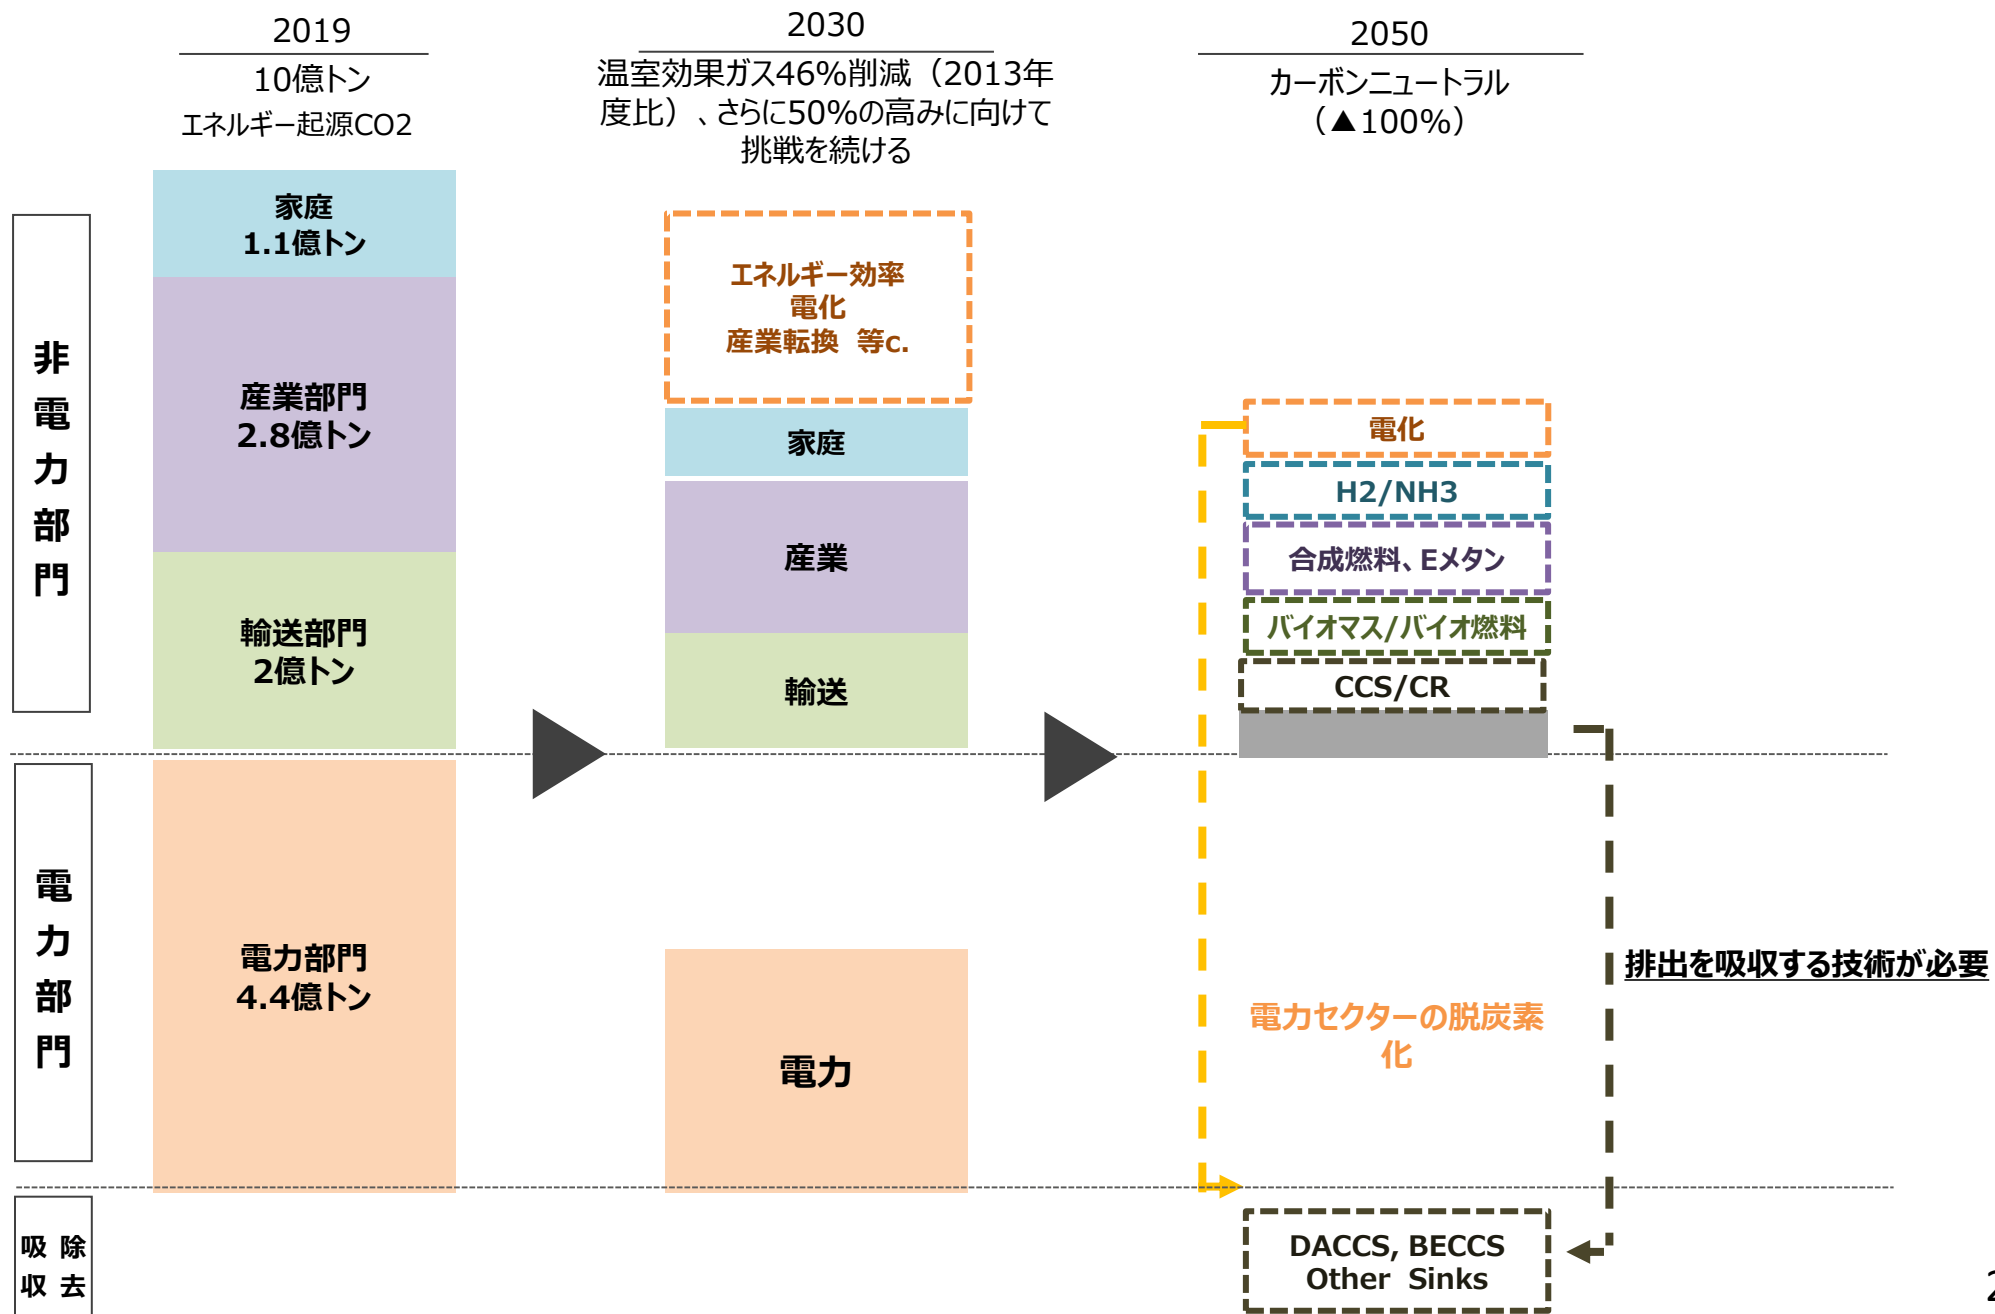 2019
10億トン
エネルギー起源CO2
2030
温室効果ガス46%削減（2013年
度比）、さらに50%の高みに向けて
挑戦を続ける
2050
カーボンニュートラル
（▲100%）
非電力部門
家庭
1.1億トン
産業部門
2.8億トン
輸送部門
2億トン
エネルギー効率
電化
産業転換 等c.
家庭
産業
輸送
電化
H2/NH3
合成燃料、Eメタン
バイオマス/バイオ燃料
CCS/CR
電力部門
電力部門
4.4億トン
電力
電力セクターの脱炭素
化
排出を吸収する技術が必要
吸 除
収 去
DACCS, BECCS
Other Sinks